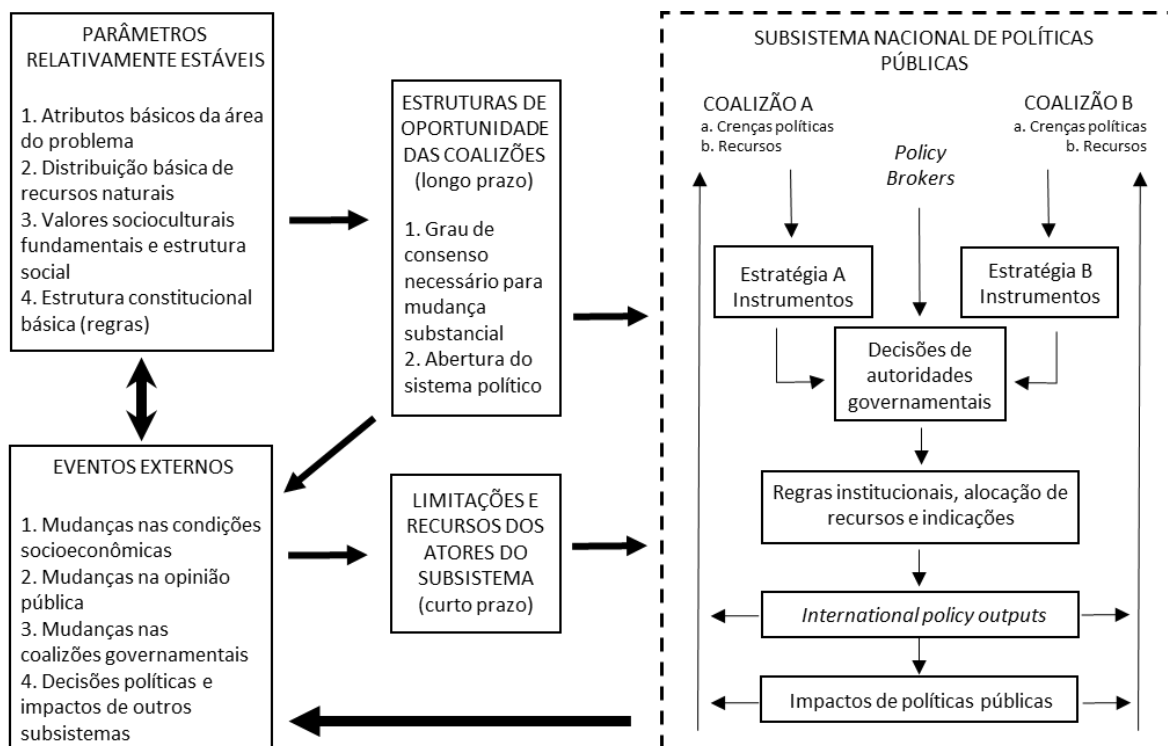 PARÂMETROS
RELATIVAMENTE ESTÁVEIS
1. Atributos básicos da área
do problema
2. Distribuição básica de
recursos naturais
3. Valores socioculturais
fundamentais e estrutura
social
4. Estrutura constitucional
básica (regras)
EVENTOS EXTERNOS
1. Mudanças nas condições
socioeconômicas
2. Mudanças na opinião
pública
3. Mudanças nas
coalizões governamentais
4. Decisões políticas e
impactos de outros
subsistemas
ESTRUTURAS DE
OPORTUNIDADE
DAS COALIZÕES
(longo prazo)
1. Grau de
consenso
necessário para
mudança
substancial
2. Abertura do
sistema político
LIMITAÇÕES E
RECURSOS DOS
ATORES DO
SUBSISTEMA
(curto prazo)
SUBSISTEMA NACIONAL DE POLÍTICAS
PÚBLICAS
COALIZÃO A
a. Crenças políticas
b. Recursos
Policy
Brokers
COALIZÃO B
a. Crenças políticas
b. Recursos
Estratégia A
Instrumentos
Estratégia B
Instrumentos
Decisões de
autoridades
governamentais
Regras institucionais, alocação de
recursos e indicações
International policy outputs
Impactos de políticas públicas